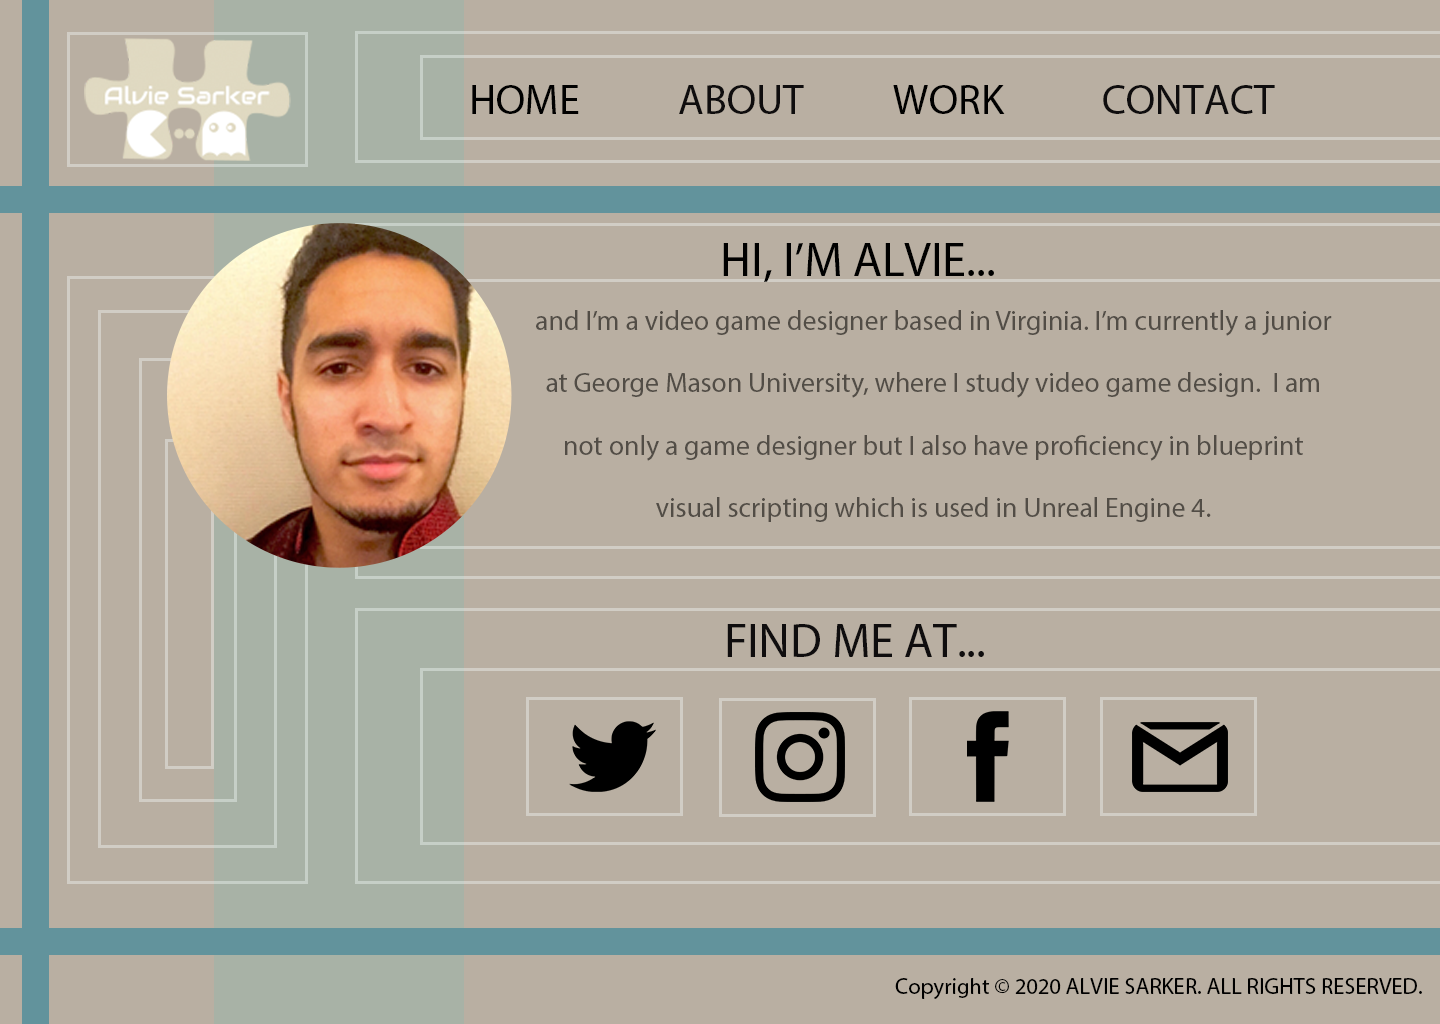 Alvie Sarker
HOME ABOUT WORK CONTACT
HI, I’M ALVIE...
and I’m a video game designer based in Virginia. I’m currently a junior
at George Mason University, where I study video game design.  I am
not only a game designer but I also have proficiency in blueprint
visual scripting which is used in Unreal Engine 4.
FIND ME AT...
Copyright © 2020 ALVIE SARKER. ALL RIGHTS RESERVED.